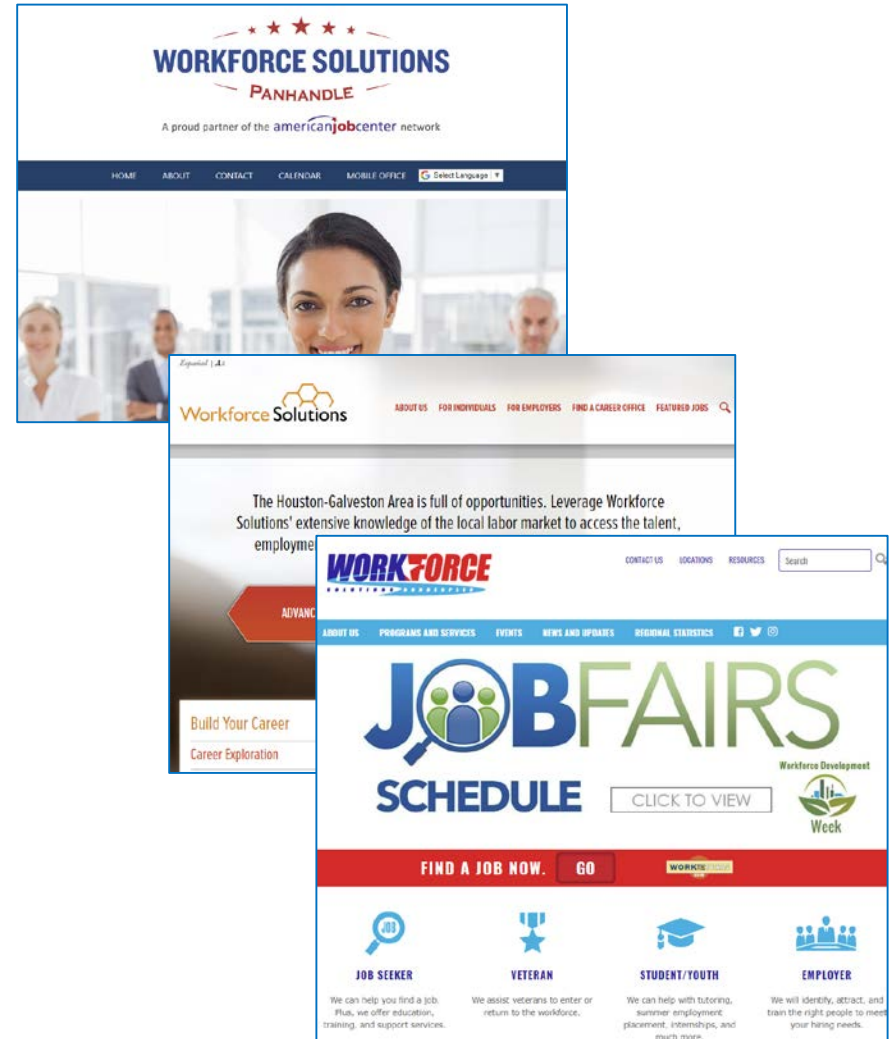 WORKFORCE SOLUTIONS
PANHANDLE
A proud partner of the americanjobcenter network
HOME ABOUT CONTACT CALENDAR MOBILE OFFICE G Select Language ▼
Español | A A
Workforce Solutions
ABOUT US FOR INDIVIDUALS FOR EMPLOYERS FIND A CAREER OFFICE FEATURED JOBS
The Houston-Galveston Area is full of opportunities. Leverage Workforce
Solutions' extensive knowledge of the local labor market to access the talent,
employme
ADVANC
Build Your Career
Career Exploration
WORKFORCE
SOLUTIONS
CONTACT US LOCATIONS RESOURCES Search
ABOUT US PROGRAMS AND SERVICES EVENTS NEWS AND UPDATES REGIONAL STATISTICS
JOBFAIRS
SCHEDULE CLICK TO VIEW
Workforce Development
Week
FIND A JOB NOW. GO WORKIN
JOB
JOB SEEKER
We can help you find a job.
Plus, we offer education,
training, and support services.
VETERAN
We assist veterans to enter or
return to the workforce.
STUDENT/YOUTH
We can help with tutoring,
summer employment
placement, internships, and
much more.
EMPLOYER
We will identify, attract, and
train the right people to meet
your hiring needs.